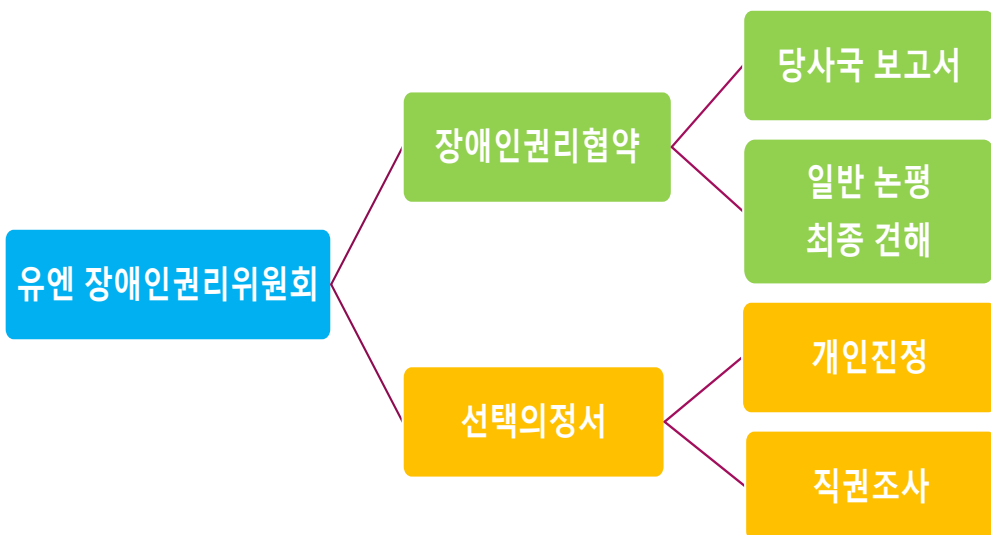 유엔 장애인권리위원회
장애인권리협약
당사국 보고서
일반 논평
최종 견해
선택의정서
개인진정
직권조사